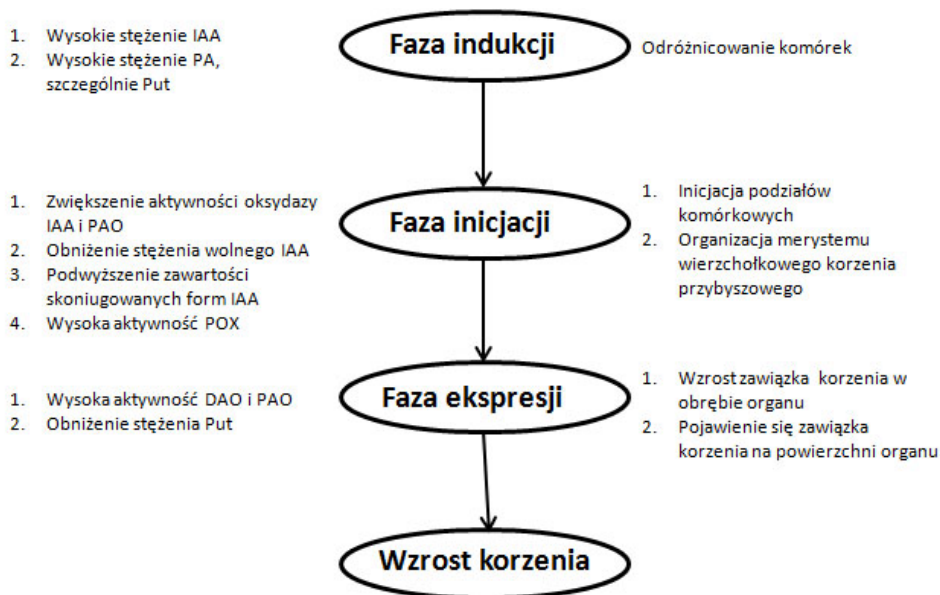 1. Wysokie stężenie IAA
2. Wysokie stężenie PA,
szczególnie Put
Faza indukcji
Odróżnicowanie komórek
1. Zwiększenie aktywności oksydazy
IAA i PAO
2. Obniżenie stężenia wolnego IAA
3. Podwyższenie zawartości
skoniugowanych form IAA
4. Wysoka aktywność POX
Faza inicjacji
1. Inicjacja podziałów
komórkowych
2. Organizacja merystemu
wierzchołkowego korzenia
przybyszowego
1. Wysoka aktywność DAO i PAO
2. Obniżenie stężenia Put
Faza ekspresji
1. Wzrost zawiązka korzenia w
obrębie organu
2. Pojawienie się zawiązka
korzenia na powierzchni organu
Wzrost korzenia